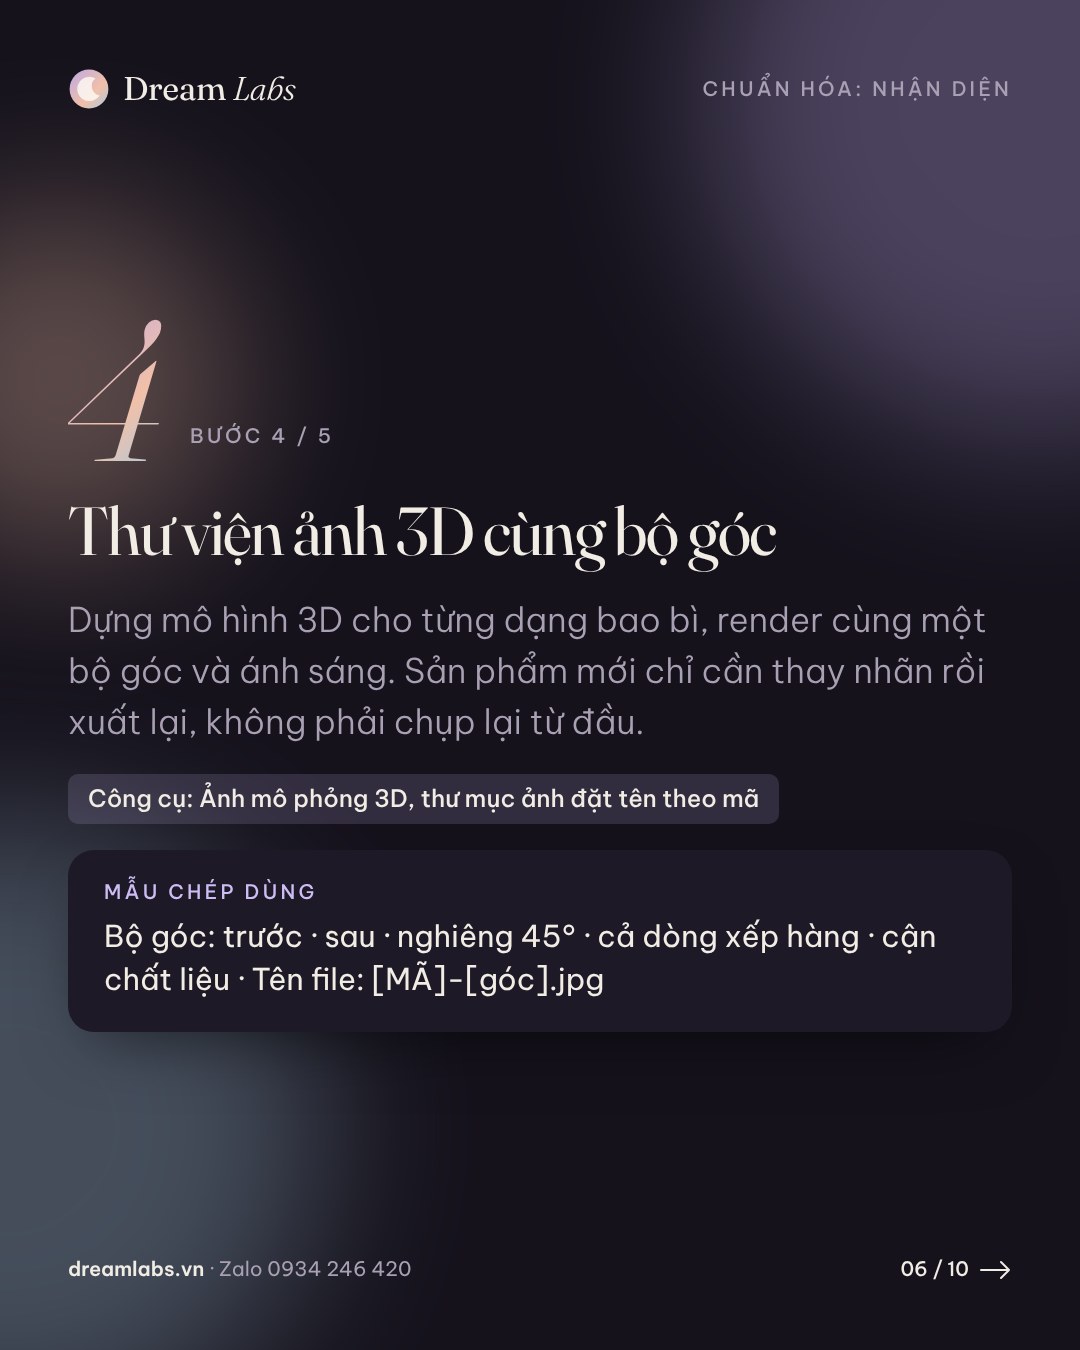 Dream Labs
CHUẨN HÓA: NHẬN DIỆN
4
BƯỚC 4 / 5
Thư viện ảnh 3D cùng bộ góc
Dựng mô hình 3D cho từng dạng bao bì, render cùng một
bộ góc và ánh sáng. Sản phẩm mới chỉ cần thay nhãn rồi
xuất lại, không phải chụp lại từ đầu.
Công cụ: Ảnh mô phỏng 3D, thư mục ảnh đặt tên theo mã
MẪU CHÉP DÙNG
Bộ góc: trước · sau · nghiêng 45° · cả dòng xếp hàng · cận
chất liệu · Tên file: [MÃ]-[góc].jpg
dreamlabs.vn · Zalo 0934 246 420
06 / 10 →